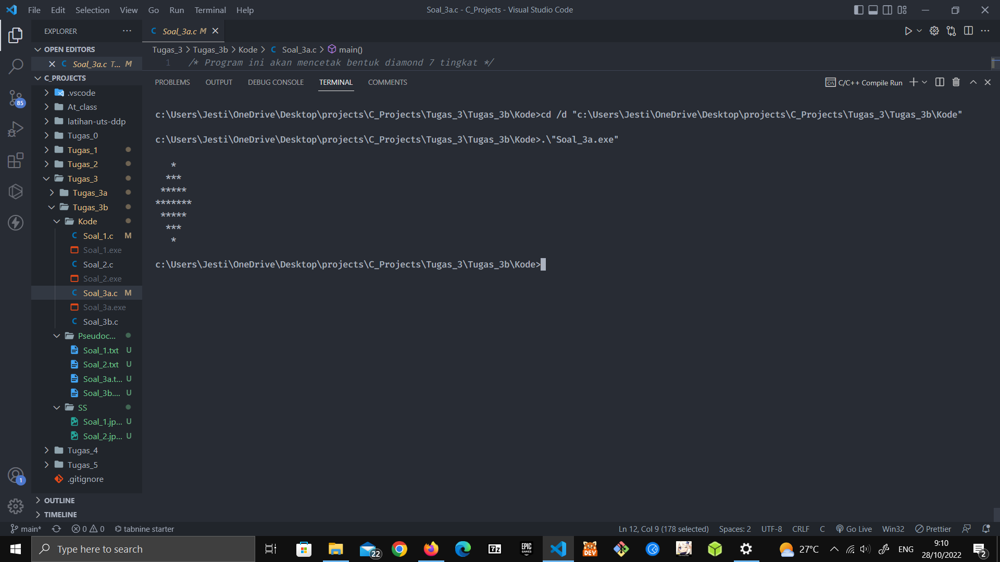 File Edit Selection View Go Run Terminal Help
Soal_3a.c - C_Projects - Visual Studio Code
EXPLORER
Soal_3a.c M
OPEN EDITORS
Soal_3a.c T... M
Tugas_3 > Tugas_3b > Kode > C Soal_3a.c > main()
1 /* Program ini akan mencetak bentuk diamond 7 tingkat */
C_PROJECTS
.vscode
At_class
latihan-uts-ddp
Tugas_0
Tugas_1
Tugas_2
Tugas_3
Tugas_3a
Tugas_3b
Kode
C Soal_1.c M
Soal_1.exe
C Soal_2.c
Soal_2.exe
C Soal_3a.c M
Soal_3a.exe
C Soal_3b.c
Pseudoc...
Soal_1.txt U
Soal_2.txt U
Soal_3a.t... U
Soal_3b.... U
SS
Soal_1.jp... U
Soal_2.jp... U
Tugas_4
Tugas_5
.gitignore
OUTLINE
TIMELINE
85
1
PROBLEMS OUTPUT DEBUG CONSOLE TERMINAL COMMENTS
C/C++ Compile Run
c:\Users\Jesti\OneDrive\Desktop\projects\C_Projects\Tugas_3\Tugas_3b\Kode>cd /d "c:\Users\Jesti\OneDrive\Desktop\projects\C_Projects\Tugas_3\Tugas_3b\Kode"
c:\Users\Jesti\OneDrive\Desktop\projects\C_Projects\Tugas_3\Tugas_3b\Kode>.\"Soal_3a.exe"
   *
  ***
 *****
*******
 *****
  ***
   *
c:\Users\Jesti\OneDrive\Desktop\projects\C_Projects\Tugas_3\Tugas_3b\Kode>
main* 0 0 tabnine starter
Ln 12, Col 9 (178 selected) Spaces: 2 UTF-8 CRLF C Go Live Win32 Prettier
Type here to search
22
7z
EPIC GAMES
DEV
27°C
ENG
9:10
28/10/2022
2